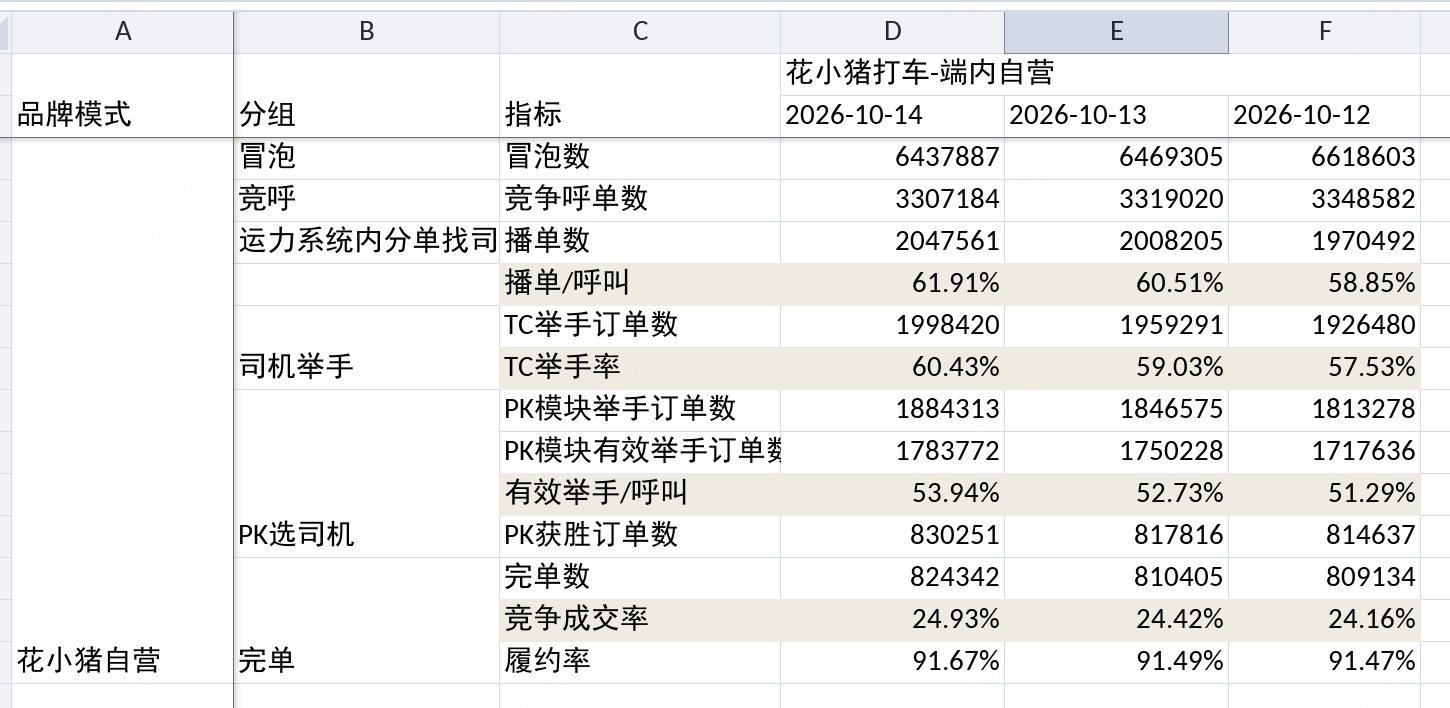 A B C D E F
花小猪打车-端内自营
品牌模式 分组 指标 2026-10-14 2026-10-13 2026-10-12
冒泡 冒泡数 6437887 6469305 6618603
竞呼 竞争呼单数 3307184 3319020 3348582
运力系统内分单找司 播单数 2047561 2008205 1970492
播单/呼叫 61.91% 60.51% 58.85%
TC举手订单数 1998420 1959291 1926480
司机举手 TC举手率 60.43% 59.03% 57.53%
PK模块举手订单数 1884313 1846575 1813278
PK模块有效举手订单数 1783772 1750228 1717636
有效举手/呼叫 53.94% 52.73% 51.29%
PK选司机 PK获胜订单数 830251 817816 814637
完单数 824342 810405 809134
竞争成交率 24.93% 24.42% 24.16%
花小猪自营 完单 履约率 91.67% 91.49% 91.47%